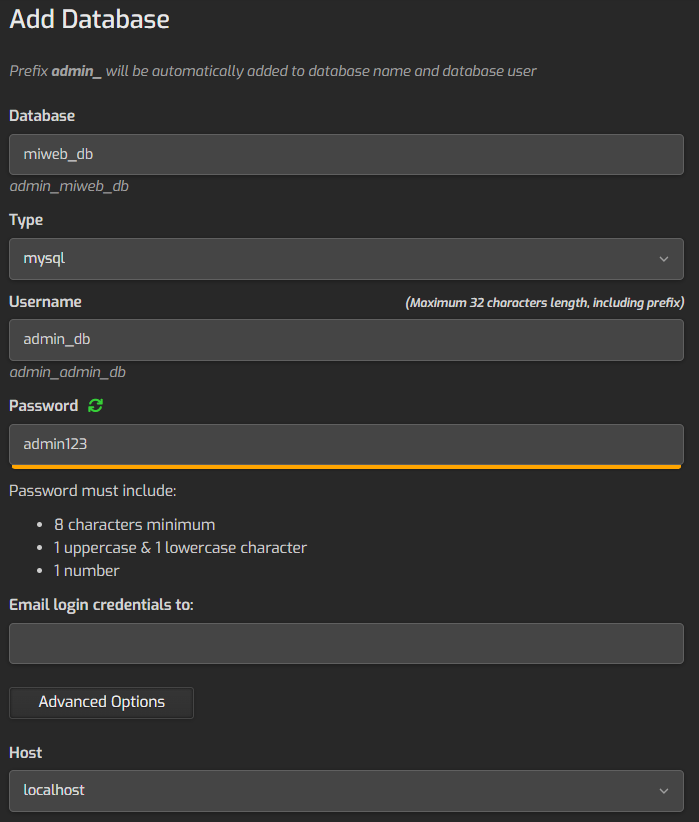 Add Database
Prefix admin_ will be automatically added to database name and database user
Database
miweb_db
admin_miweb_db
Type
mysql
Username (Maximum 32 characters length, including prefix)
admin_db
admin_admin_db
Password
admin123
Password must include:
• 8 characters minimum
• 1 uppercase & 1 lowercase character
• 1 number
Email login credentials to:
Advanced Options
Host
localhost